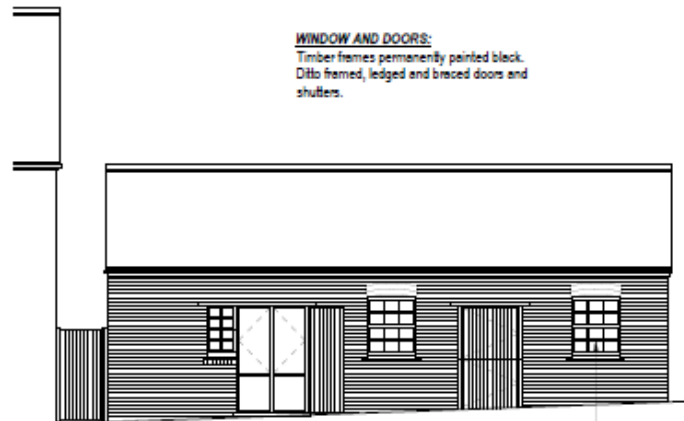 WINDOW AND DOORS:
Timber frames permanently painted black.
Ditto framed, ledged and braced doors and
shutters.